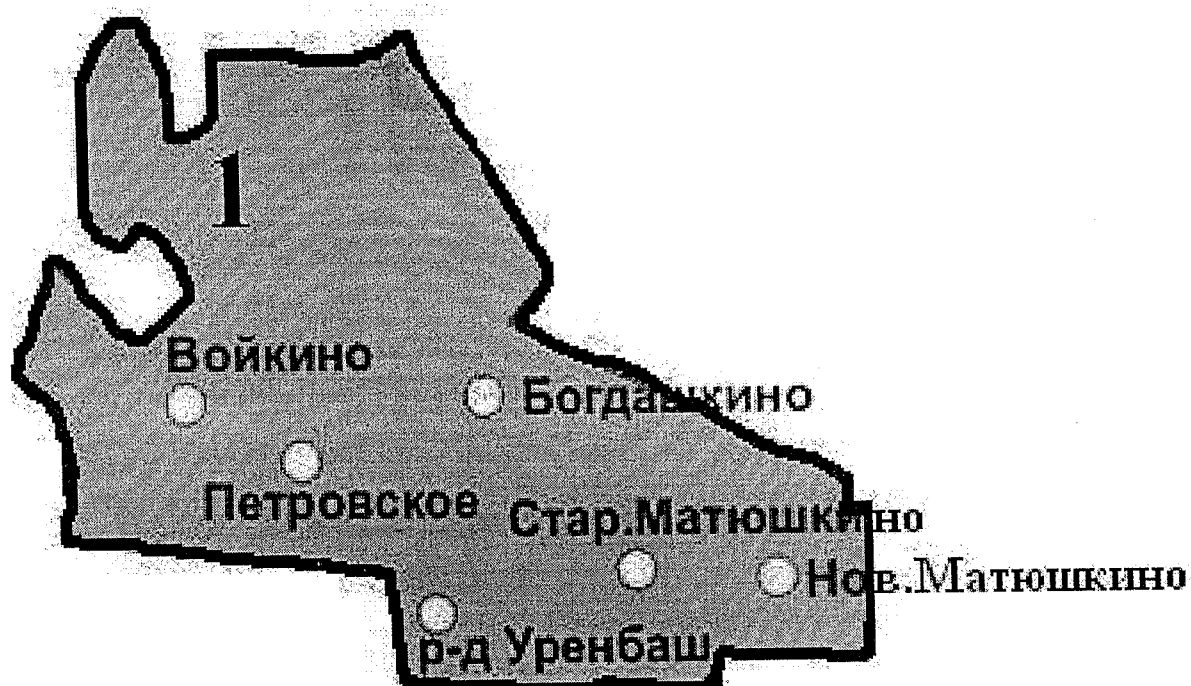 1
Войкино
Богдашкино
Петровское
Стар.Матюшкино
Нов.Матюшкино
р-д Уренбаш